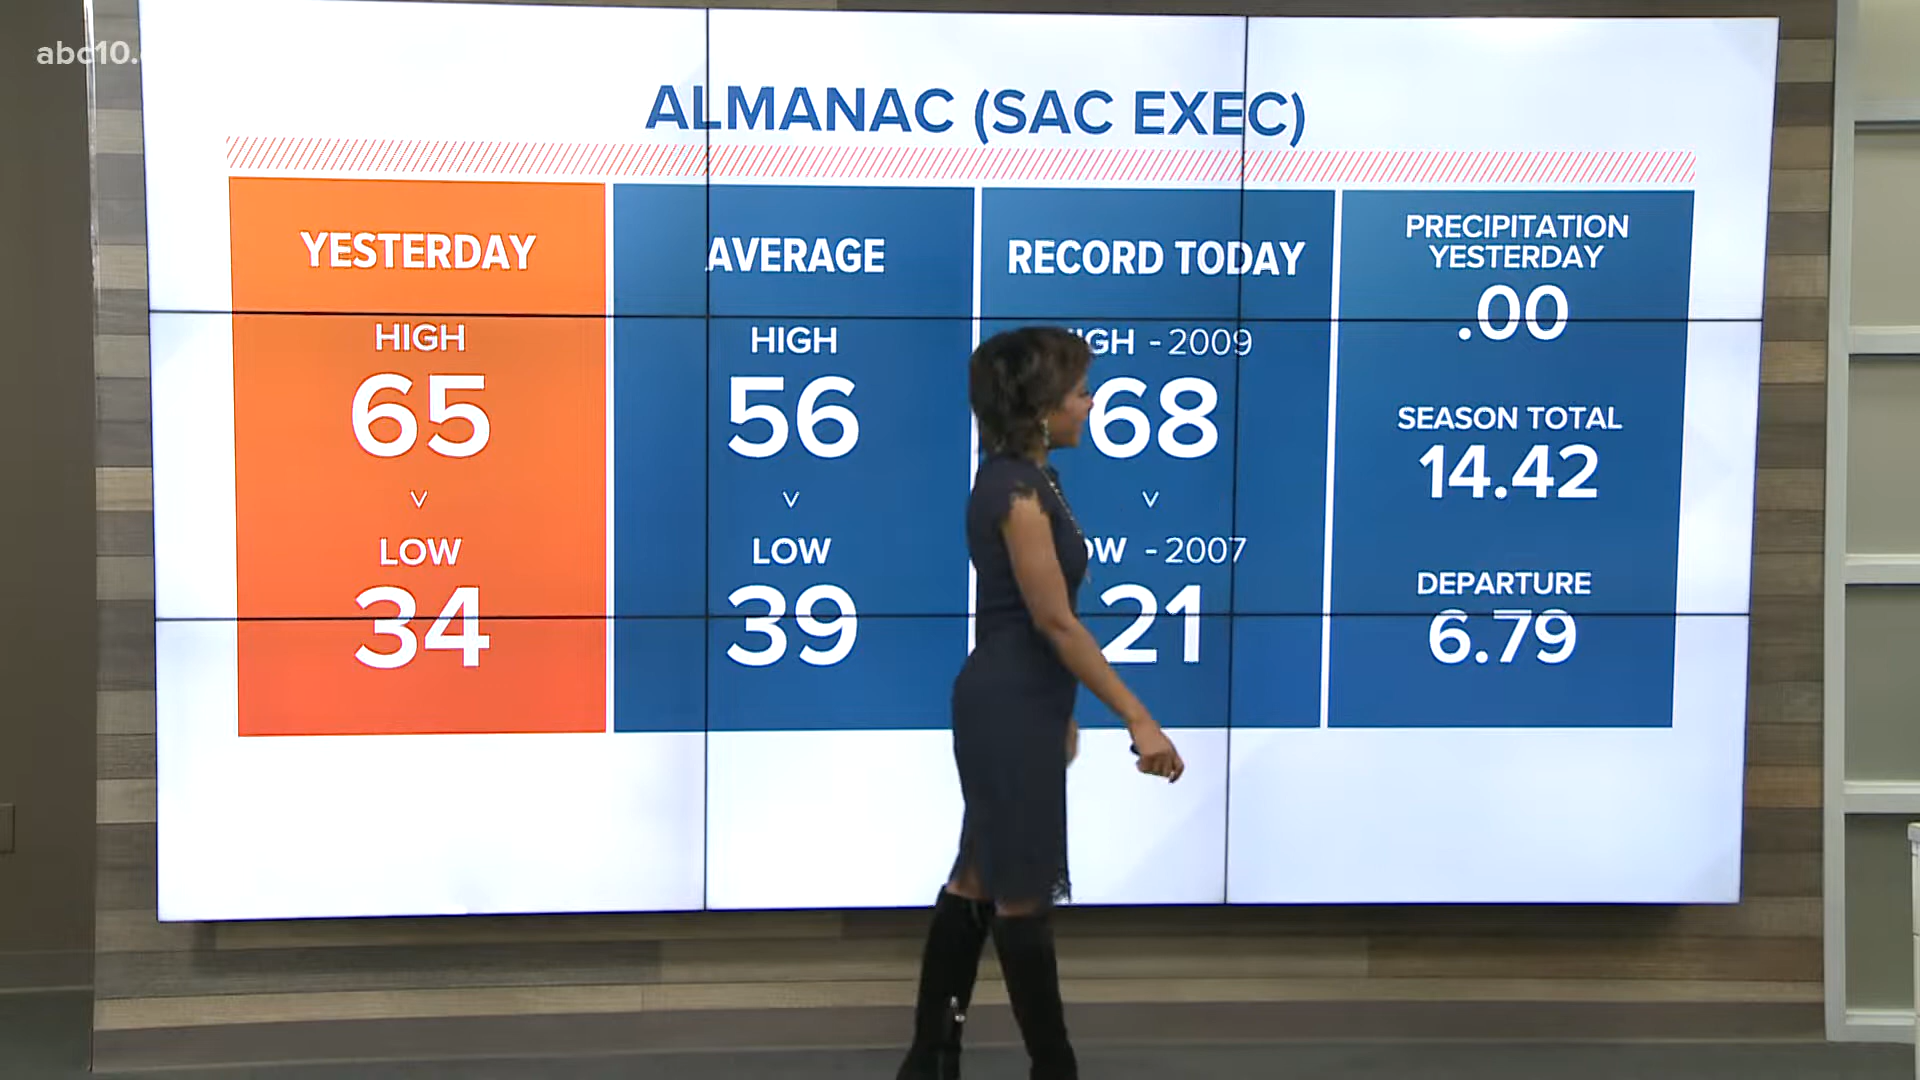 abc10.
ALMANAC (SAC EXEC)
YESTERDAY
HIGH
65
LOW
34
AVERAGE
HIGH
56
LOW
39
RECORD TODAY
- 2009
68
- 2007
21
PRECIPITATION
YESTERDAY
.00
SEASON TOTAL
14.42
DEPARTURE
6.79